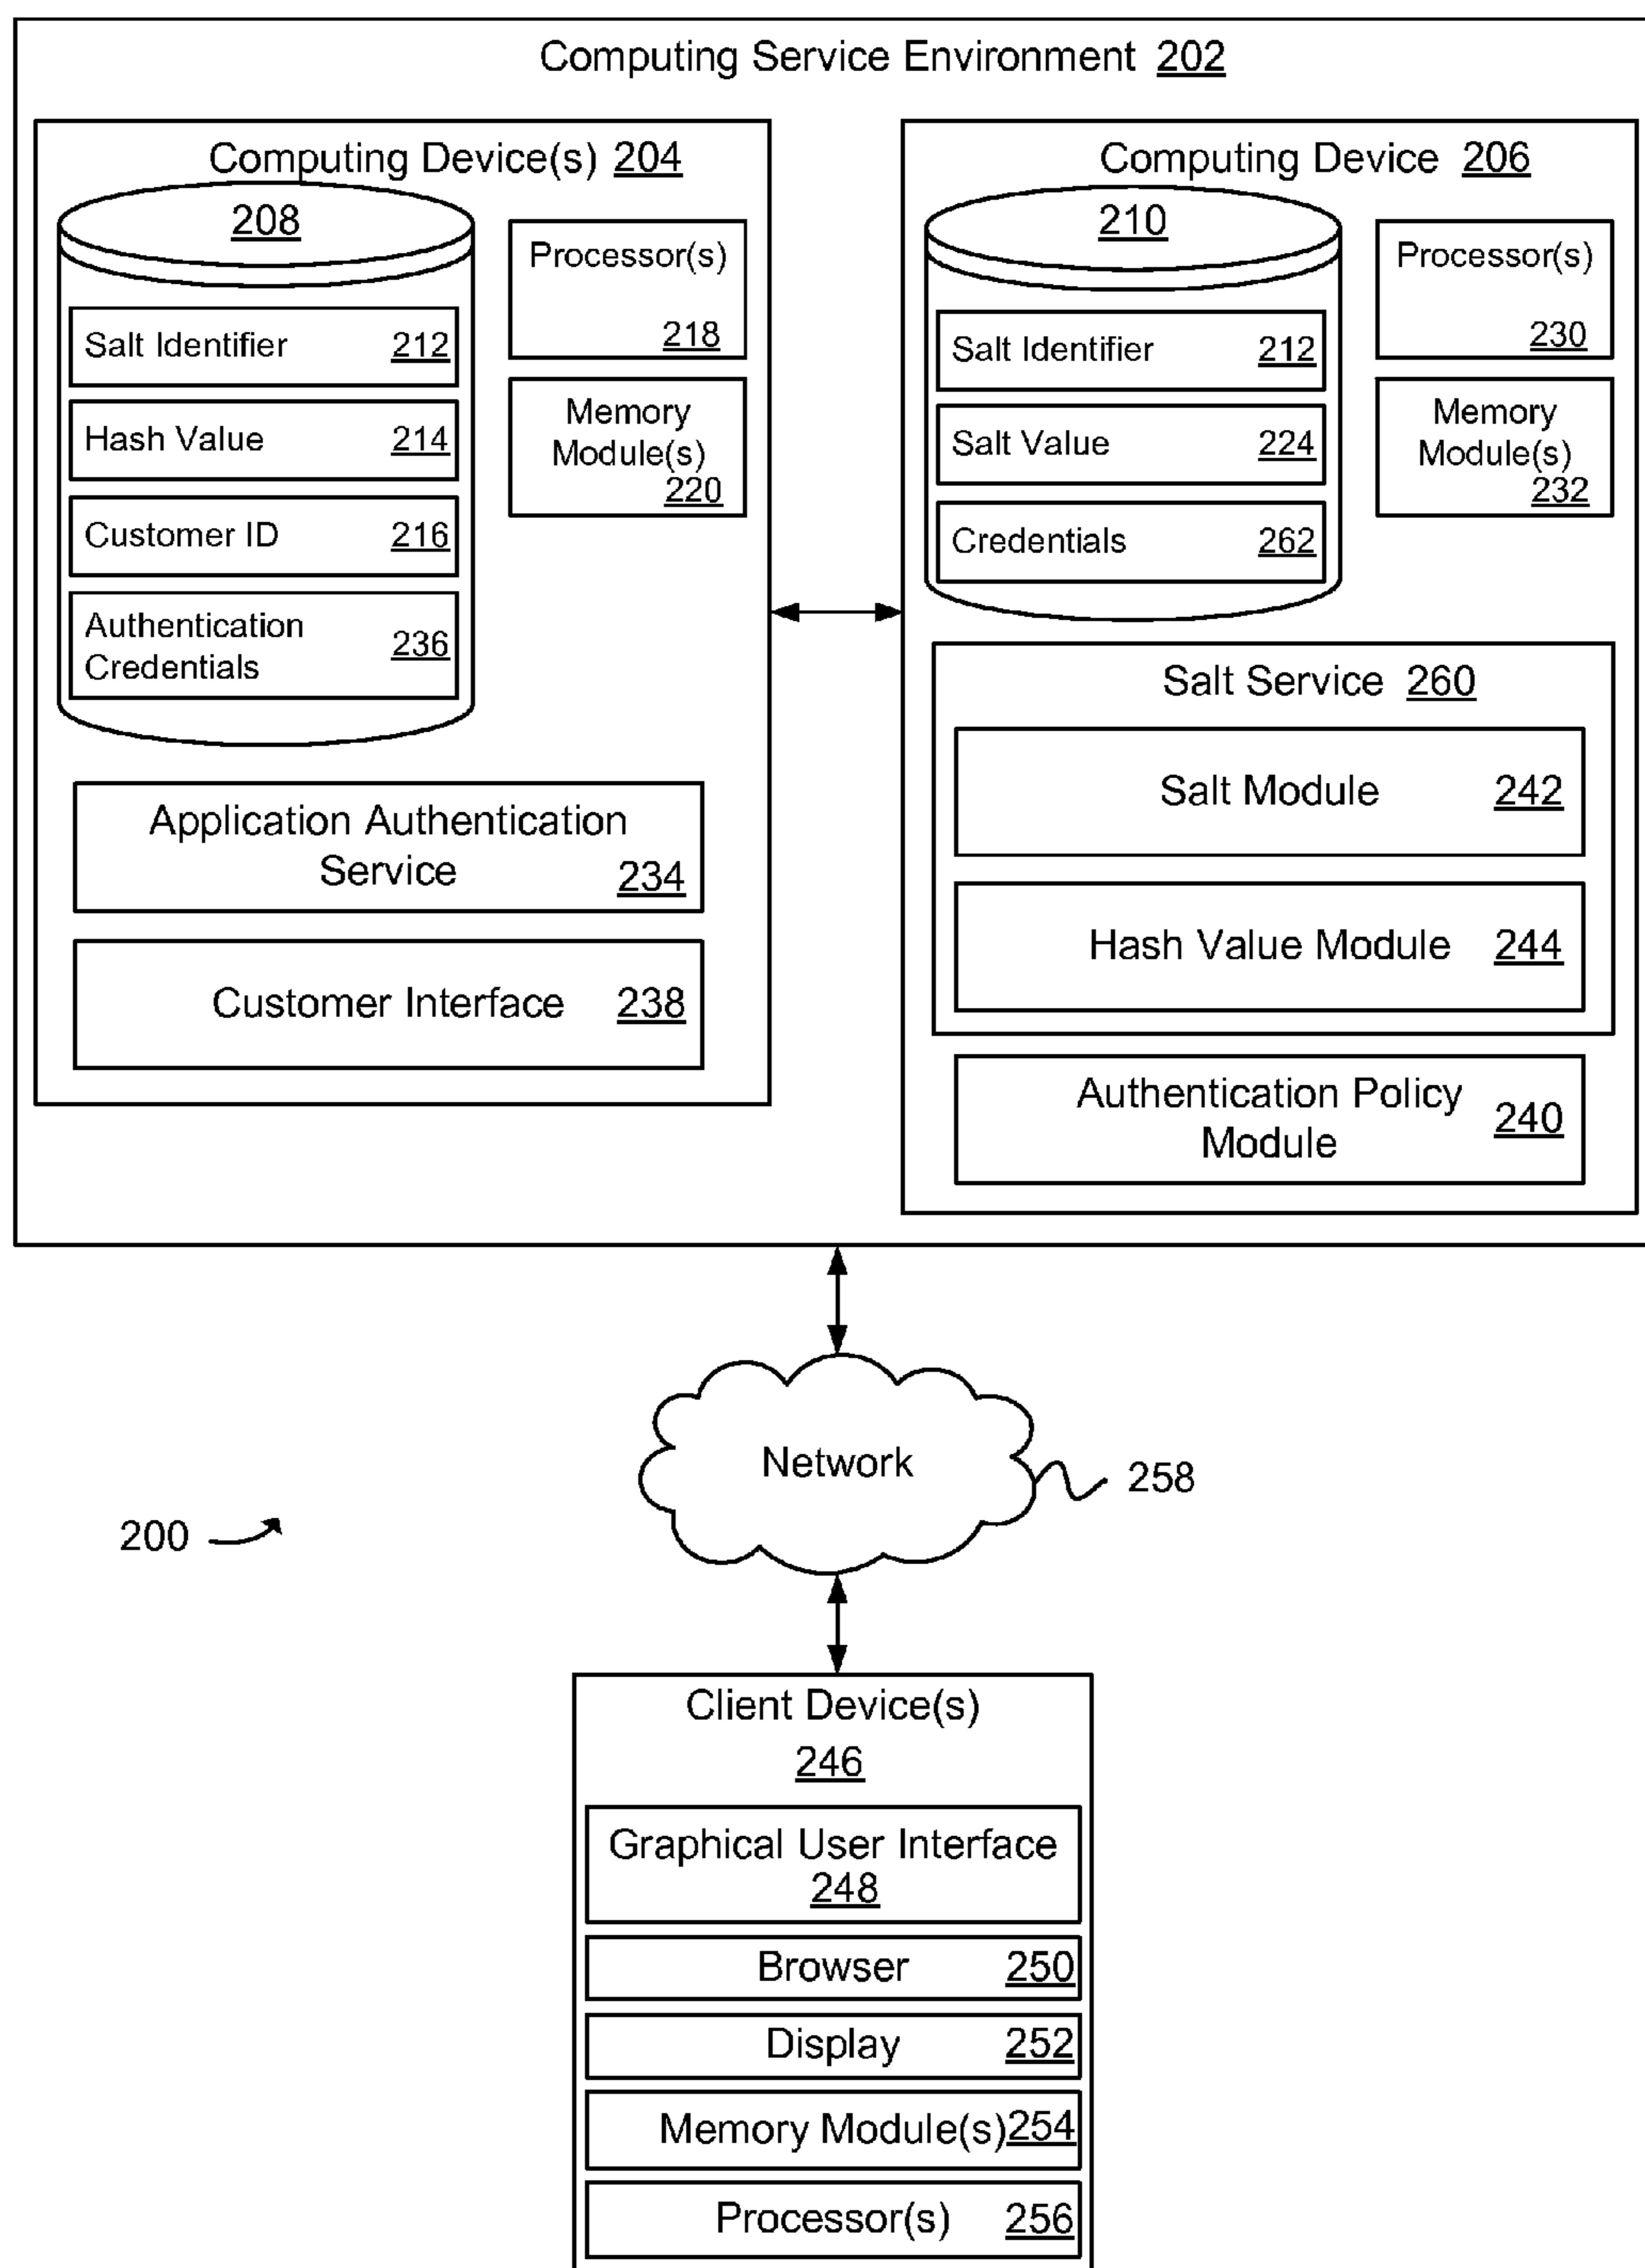 Computing Service Environment 202
Computing Device(s) 204
208
Processor(s)
218
Salt Identifier 212
Memory
Module(s)
220
Hash Value 214
Customer ID 216
Authentication
Credentials 236
Application Authentication
Service 234
Customer Interface 238
Computing Device 206
210
Processor(s)
230
Salt Identifier 212
Memory
Module(s)
232
Salt Value 224
Credentials 262
Salt Service 260
Salt Module 242
Hash Value Module 244
Authentication Policy
Module 240
Network
258
200
Client Device(s)
246
Graphical User Interface
248
Browser 250
Display 252
Memory Module(s) 254
Processor(s) 256